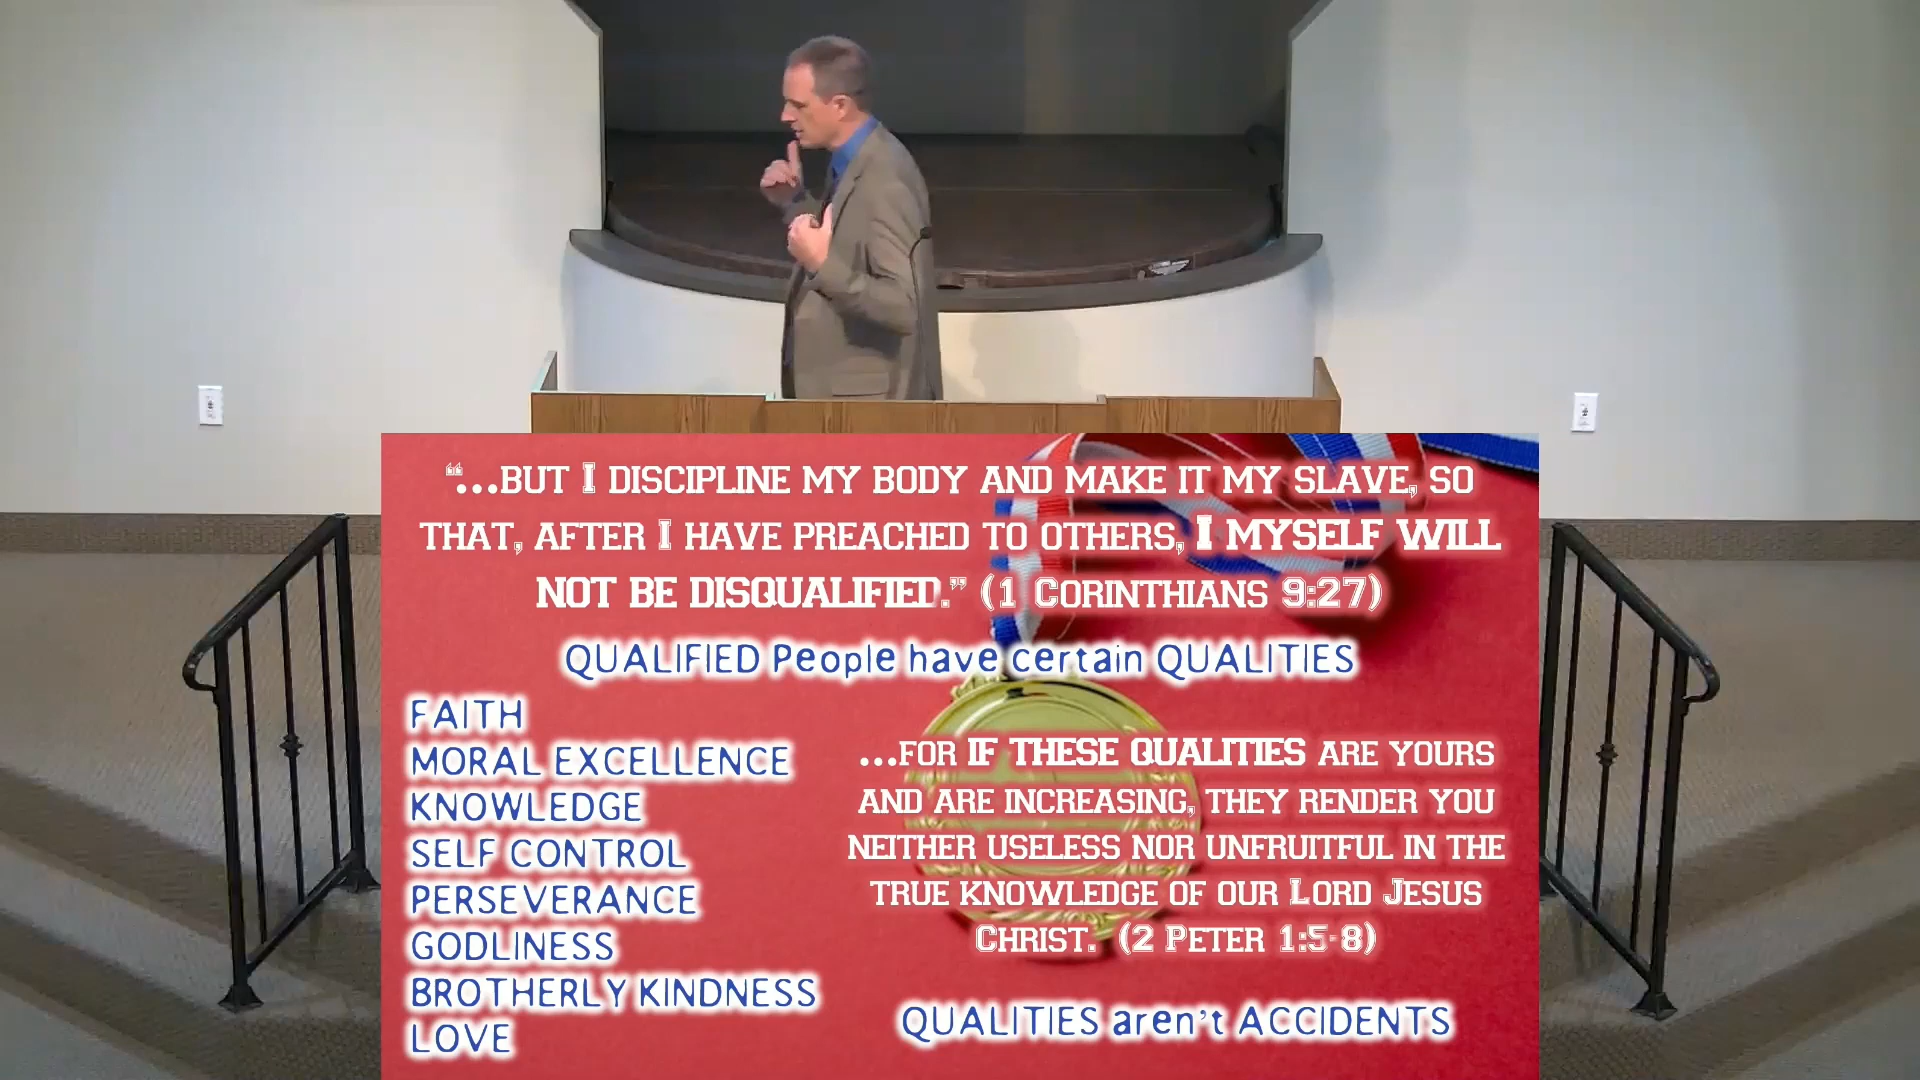 “...BUT I DISCIPLINE MY BODY AND MAKE IT MY SLAVE, SO
THAT, AFTER I HAVE PREACHED TO OTHERS, I MYSELF WILL
NOT BE DISQUALIFIED.” (1 CORINTHIANS 9:27)
QUALIFIED People have certain QUALITIES
FAITH
MORAL EXCELLENCE
KNOWLEDGE
SELF CONTROL
PERSEVERANCE
GODLINESS
BROTHERLY KINDNESS
LOVE
...FOR IF THESE QUALITIES ARE YOURS
AND ARE INCREASING, THEY RENDER YOU
NEITHER USELESS NOR UNFRUITFUL IN THE
TRUE KNOWLEDGE OF OUR LORD JESUS
CHRIST. (2 PETER 1:5-8)
QUALITIES aren't ACCIDENTS